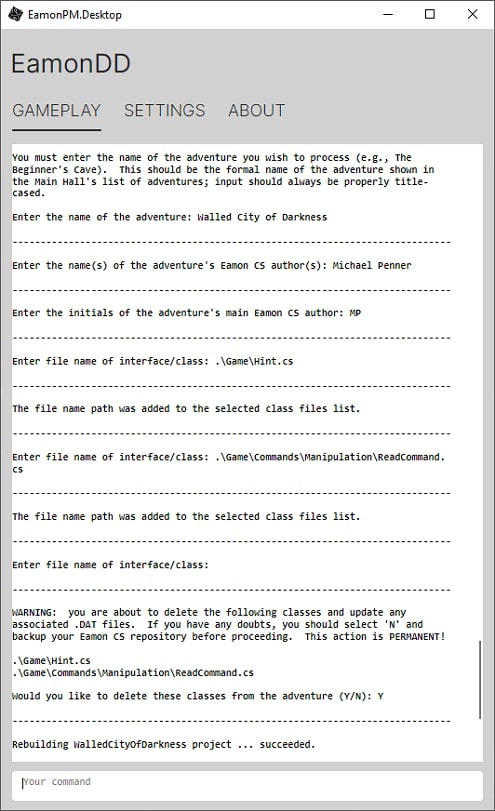 EamonPM.Desktop
EamonDD
GAMEPLAY SETTINGS ABOUT
You must enter the name of the adventure you wish to process (e.g., The
Beginner's Cave).  This should be the formal name of the adventure shown in
the Main Hall's list of adventures; input should always be properly title-
cased.
Enter the name of the adventure: Walled City of Darkness
--------------------------------------------------------------------------
Enter the name(s) of the adventure's Eamon CS author(s): Michael Penner
--------------------------------------------------------------------------
Enter the initials of the adventure's main Eamon CS author: MP
--------------------------------------------------------------------------
Enter file name of interface/class: .\Game\Hint.cs
--------------------------------------------------------------------------
The file name path was added to the selected class files list.
--------------------------------------------------------------------------
Enter file name of interface/class: .\Game\Commands\Manipulation\ReadCommand.
cs
--------------------------------------------------------------------------
The file name path was added to the selected class files list.
--------------------------------------------------------------------------
Enter file name of interface/class:
--------------------------------------------------------------------------
WARNING:  you are about to delete the following classes and update any
associated .DAT files.  If you have any doubts, you should select 'N' and
backup your Eamon CS repository before proceeding.  This action is PERMANENT!
.\Game\Hint.cs
.\Game\Commands\Manipulation\ReadCommand.cs
Would you like to delete these classes from the adventure (Y/N): Y
--------------------------------------------------------------------------
Rebuilding WalledCityOfDarkness project ... succeeded.
Your command